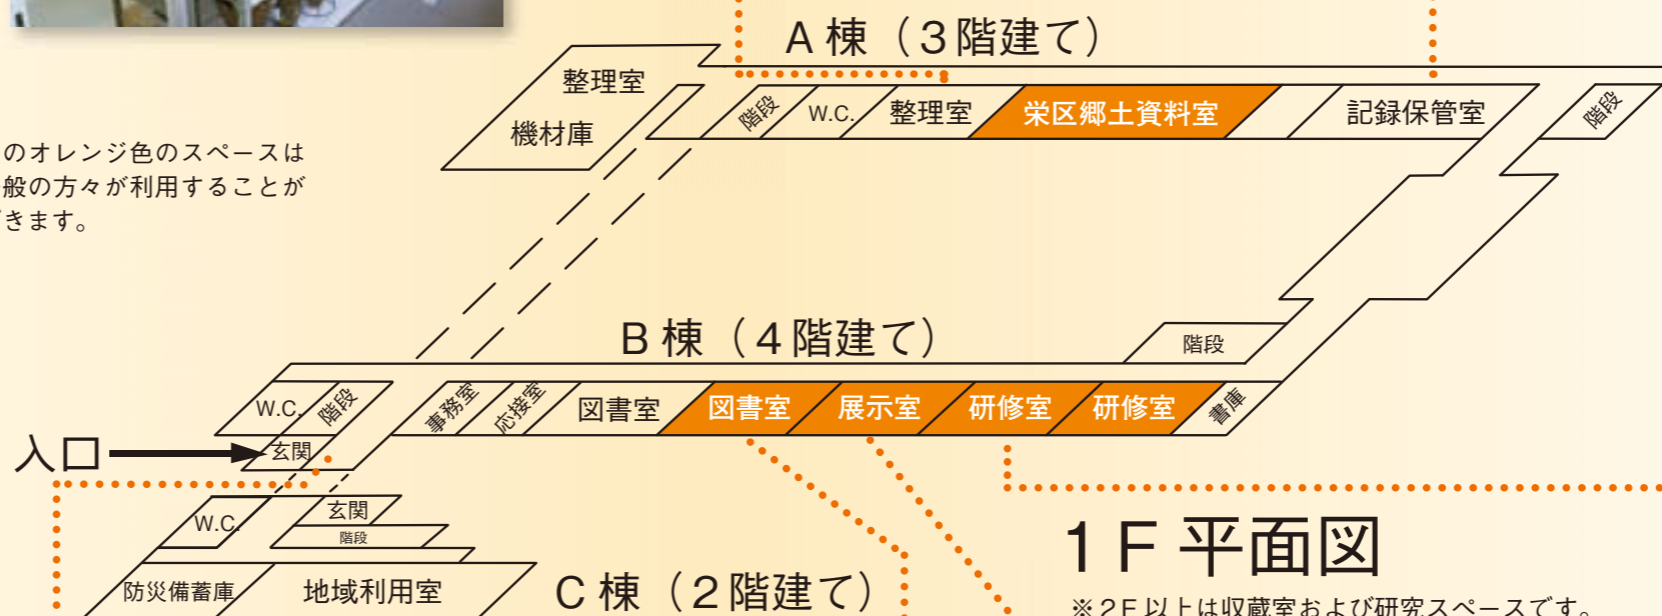 A棟（3階建て）
整理室
機材庫
階段
W.C.
整理室
栄区郷土資料室
記録保管室
階段
のオレンジ色のスペースは
般の方々が利用することが
きます。
B棟（4階建て）
階段
W.C.
階段
事務室
応接室
図書室
図書室
展示室
研修室
研修室
書庫
入口
玄関
W.C.
玄関
階段
防災備蓄庫
地域利用室
C棟（2階建て）
1F 平面図
※2F以上は収蔵室および研究スペースです。